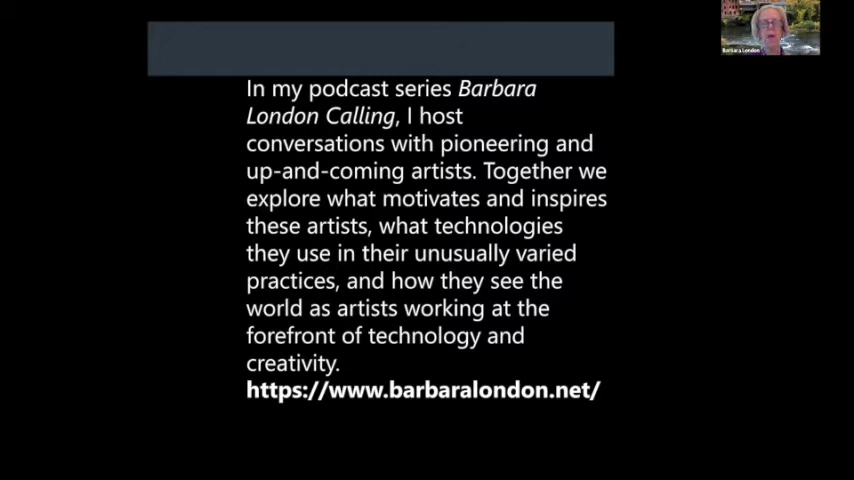 Barbara London
In my podcast series Barbara
London Calling, I host
conversations with pioneering and
up-and-coming artists. Together we
explore what motivates and inspires
these artists, what technologies
they use in their unusually varied
practices, and how they see the
world as artists working at the
forefront of technology and
creativity.
https://www.barbaralondon.net/